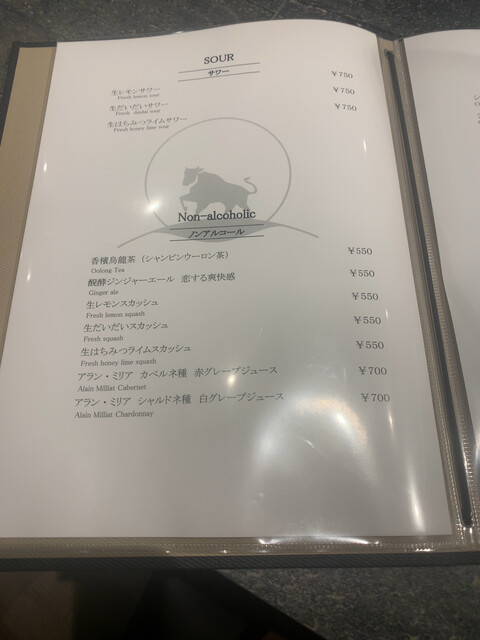 SOUR
サワー
生レモンサワー ¥750
Fresh lemon sour
生だいだいサワー ¥750
Fresh daidai sour
生はちみつライムサワー ¥750
Fresh honey lime sour
Non-alcoholic
ノンアルコール
香檳烏龍茶（シャンピンウーロン茶） ¥550
Oolong Tea
醗酵ジンジャーエール 恋する爽快感 ¥550
Ginger ale
生レモンスカッシュ ¥550
Fresh lemon squash
生だいだいスカッシュ ¥550
Fresh squash
生はちみつライムスカッシュ ¥550
Fresh honey lime squash
アラン・ミリア カベルネ種 赤グレープジュース ¥700
Alain Milliat Cabernet
アラン・ミリア シャルドネ種 白グレープジュース ¥700
Alain Milliat Chardonnay